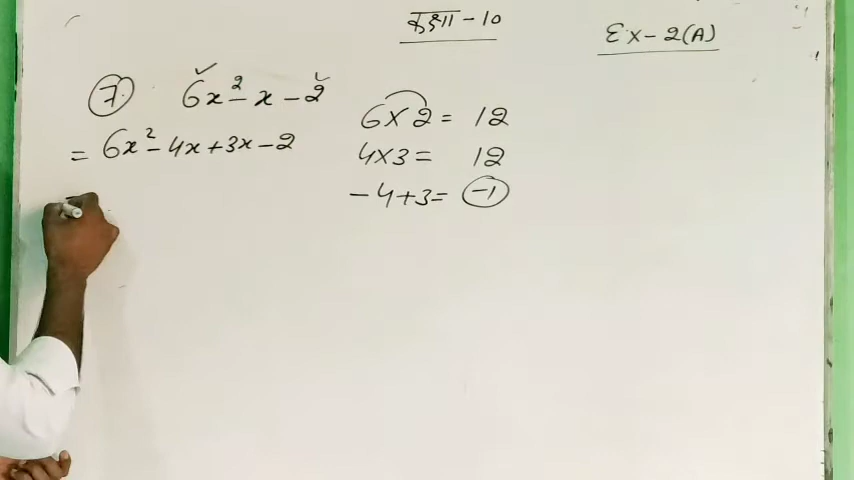 कक्षा - 10
Ex - 2(A)
7. 6x² - x - 2
= 6x² - 4x + 3x - 2
6 × 2 = 12
4 × 3 = 12
- 4 + 3 = -1